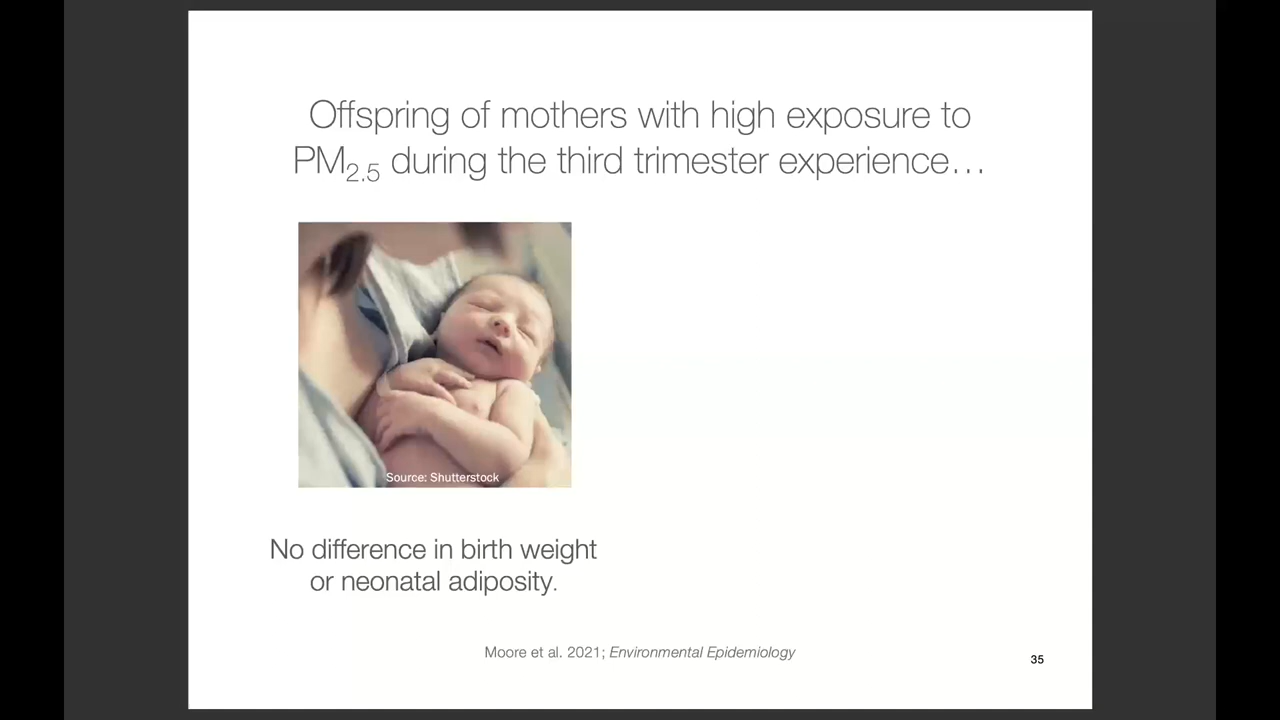 Offspring of mothers with high exposure to
PM2.5 during the third trimester experience…
Source: Shutterstock
No difference in birth weight
or neonatal adiposity.
Moore et al. 2021; Environmental Epidemiology
35